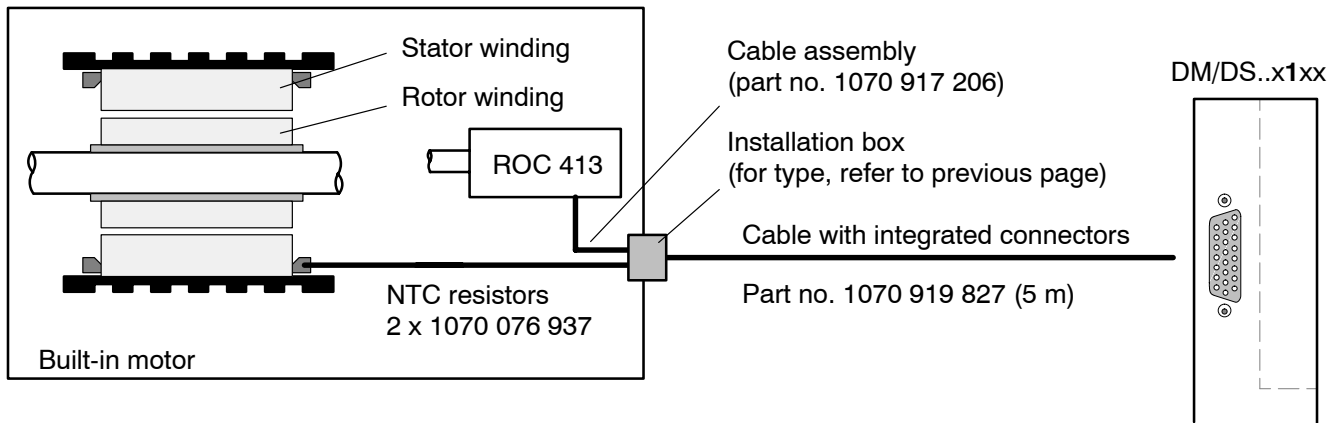 Stator winding
Rotor winding
ROC 413
NTC resistors
2 x 1070 076 937
Built-in motor
Cable assembly
(part no. 1070 917 206)
Installation box
(for type, refer to previous page)
Cable with integrated connectors
Part no. 1070 919 827 (5 m)
DM/DS..x1xx